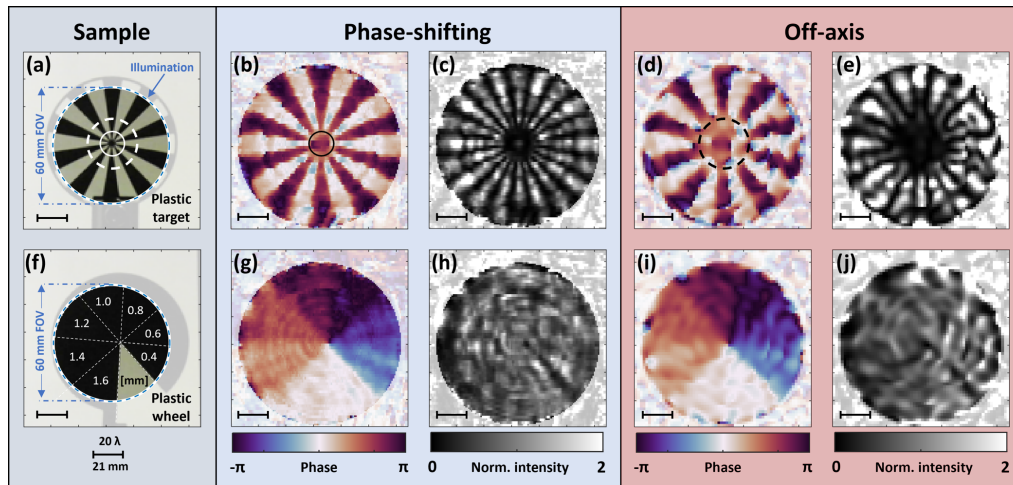 Sample
Phase-shifting
Off-axis
(a)
Illumination
60 mm FOV
Plastic
target
(b)
(c)
(d)
(e)
(f)
60 mm FOV
1.0
0.8
1.2
0.6
1.4
0.4
1.6
[mm]
Plastic
wheel
(g)
(h)
(i)
(j)
20 λ
21 mm
-π Phase π
0 Norm. intensity 2
-π Phase π
0 Norm. intensity 2